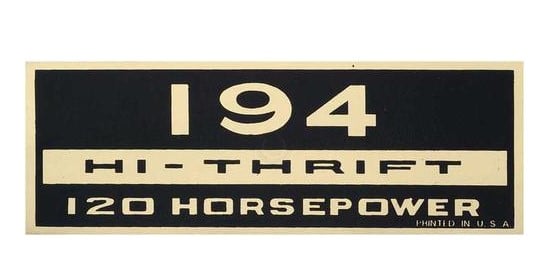 194
HI-THRIFT
120 HORSEPOWER
PRINTED IN U.S.A.